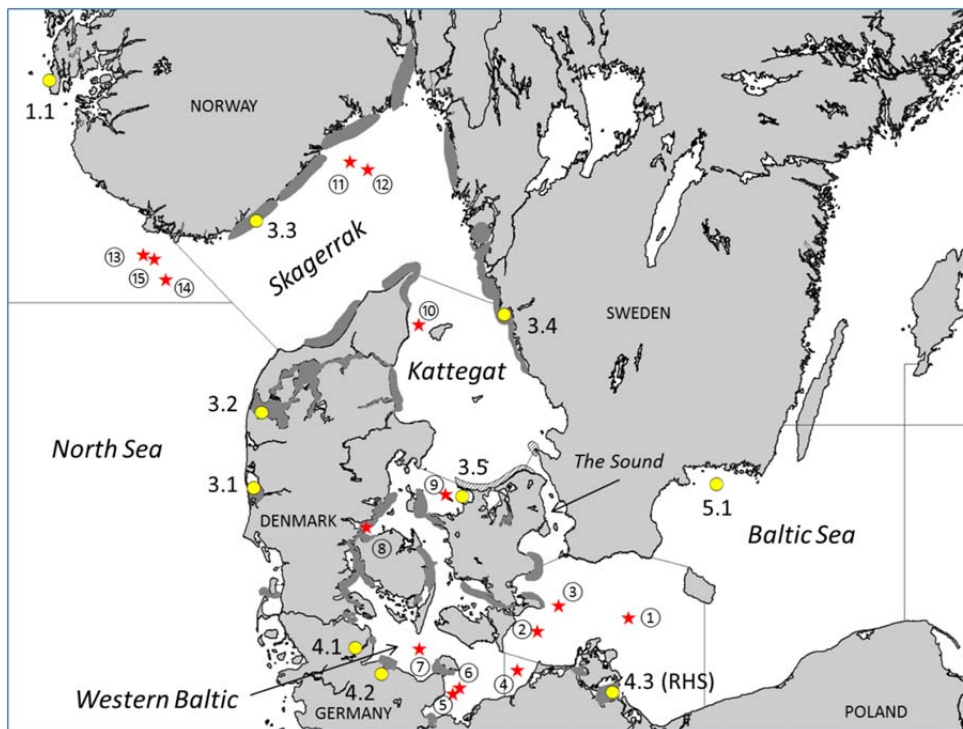 1.1
NORWAY
⑪
⑫
3.3
Skagerrak
⑬
⑮
⑭
⑩
3.4
SWEDEN
Kattegat
3.2
North Sea
3.5
The Sound
⑨
3.1
5.1
DENMARK
Baltic Sea
⑧
③
②
①
4.1
⑦
④
4.2
⑥
4.3 (RHS)
Western Baltic
⑤
GERMANY
POLAND